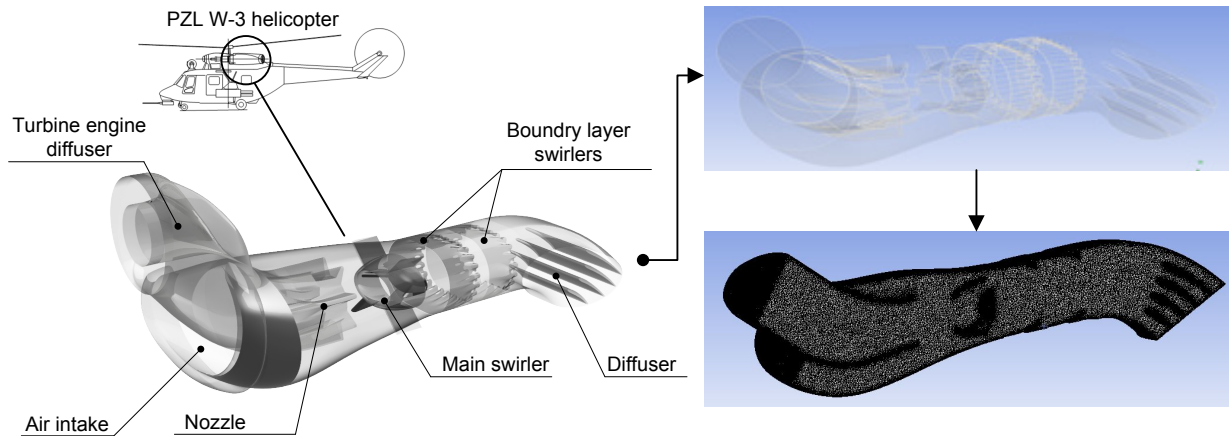 PZL W-3 helicopter
Turbine engine
diffuser
Boundry layer
swirlers
Main swirler
Diffuser
Air intake
Nozzle